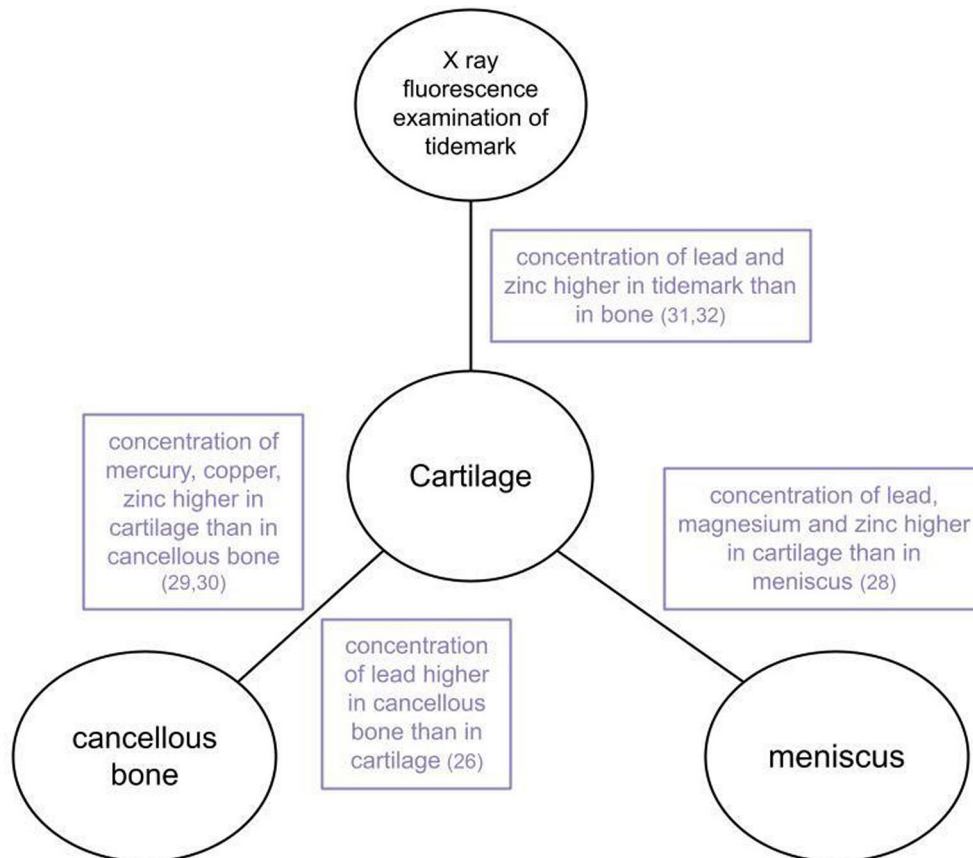 X ray
fluorescence
examination of
tidemark
concentration of lead and
zinc higher in tidemark than
in bone (31,32)
Cartilage
concentration of
mercury, copper,
zinc higher in
cartilage than in
cancellous bone
(29,30)
concentration of lead,
magnesium and zinc higher
in cartilage than in
meniscus (28)
concentration
of lead higher
in cancellous
bone than in
cartilage (26)
cancellous
bone
meniscus